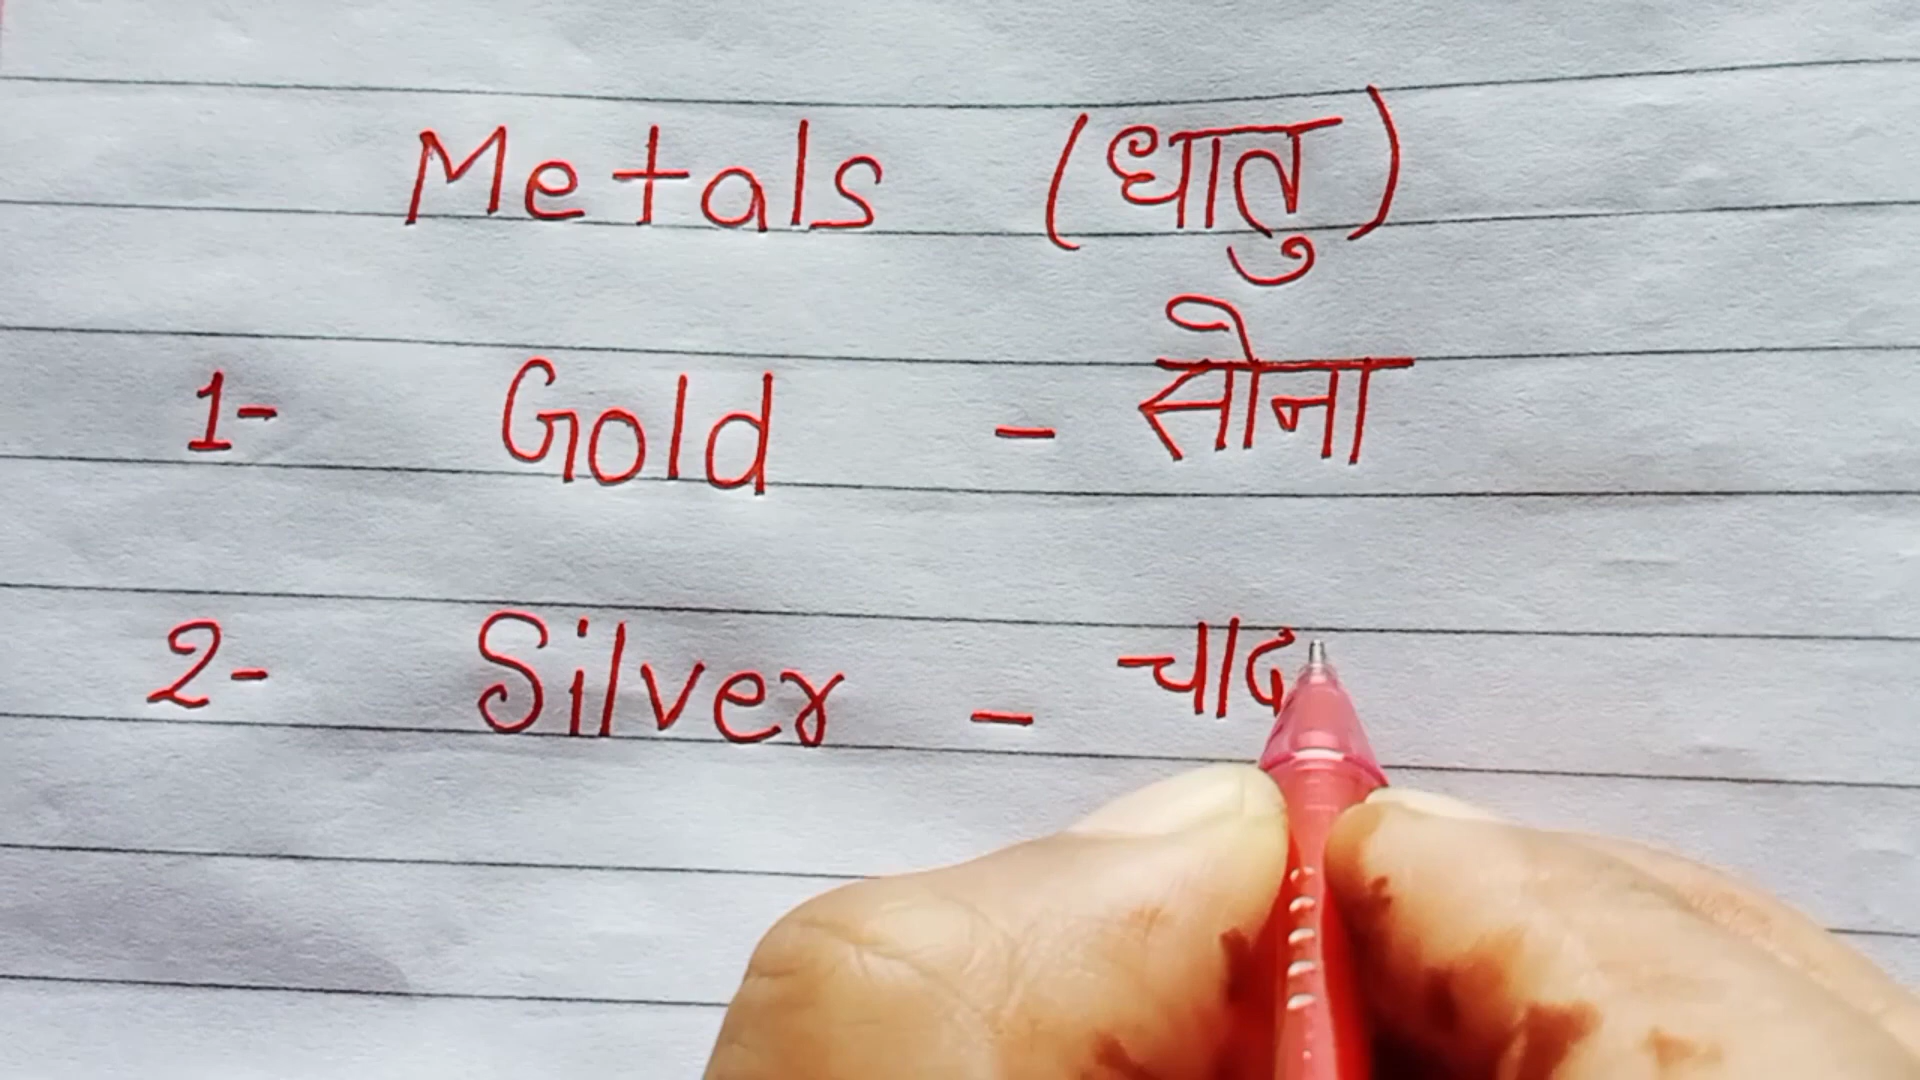 Metals (धातु)
1- Gold - सोना
2- Silver - चाद